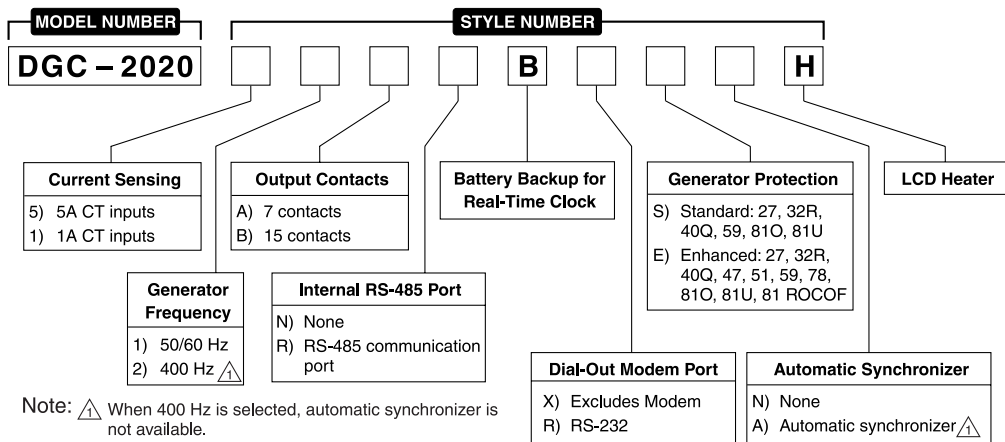 MODEL NUMBER
STYLE NUMBER
DGC – 2020
B
H
Current Sensing
5) 5A CT inputs
1) 1A CT inputs
Output Contacts
A) 7 contacts
B) 15 contacts
Battery Backup for
Real-Time Clock
Generator Protection
S) Standard: 27, 32R,
40Q, 59, 81O, 81U
E) Enhanced: 27, 32R,
40Q, 47, 51, 59, 78,
81O, 81U, 81 ROCOF
LCD Heater
Generator
Frequency
1) 50/60 Hz
2) 400 Hz 1
Internal RS-485 Port
N) None
R) RS-485 communication
port
Dial-Out Modem Port
X) Excludes Modem
R) RS-232
Automatic Synchronizer
N) None
A) Automatic synchronizer 1
Note: 1 When 400 Hz is selected, automatic synchronizer is
not available.